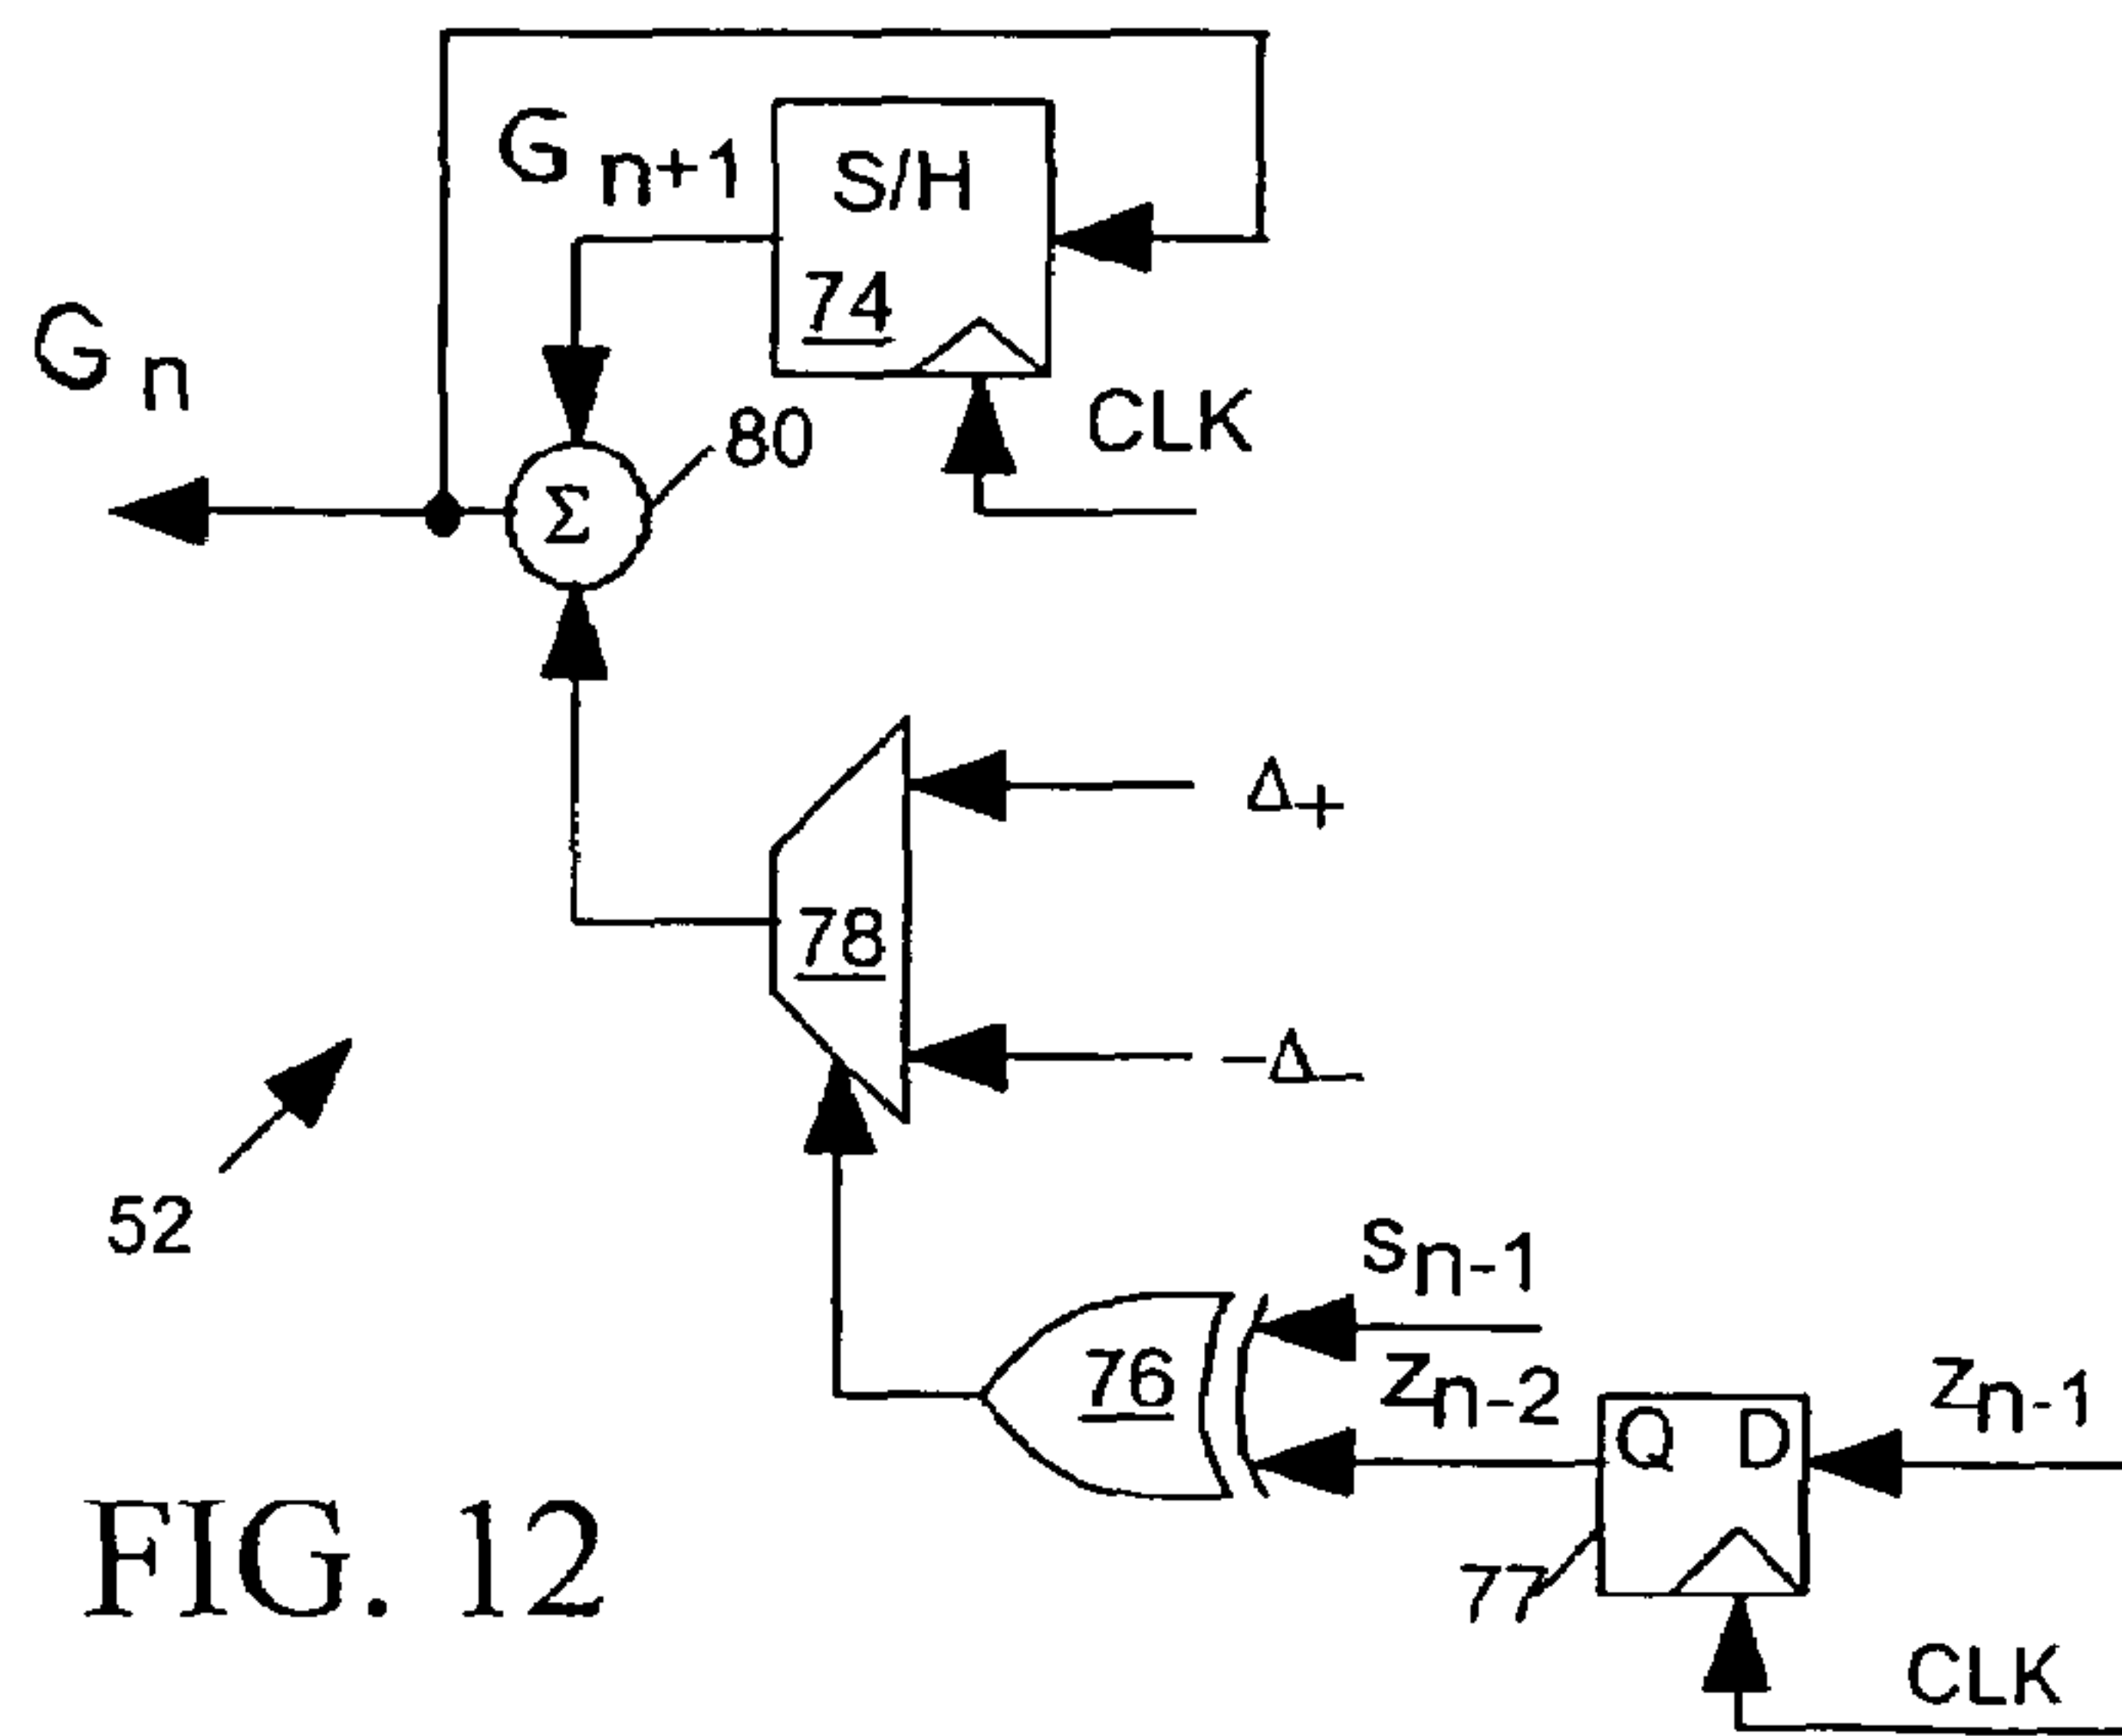 G n+1
S/H
74
G n
80
CLK
Σ
Δ+
78
-Δ-
52
sn-1
76
zn-2
zn-1
Q D
77
FIG. 12
CLK